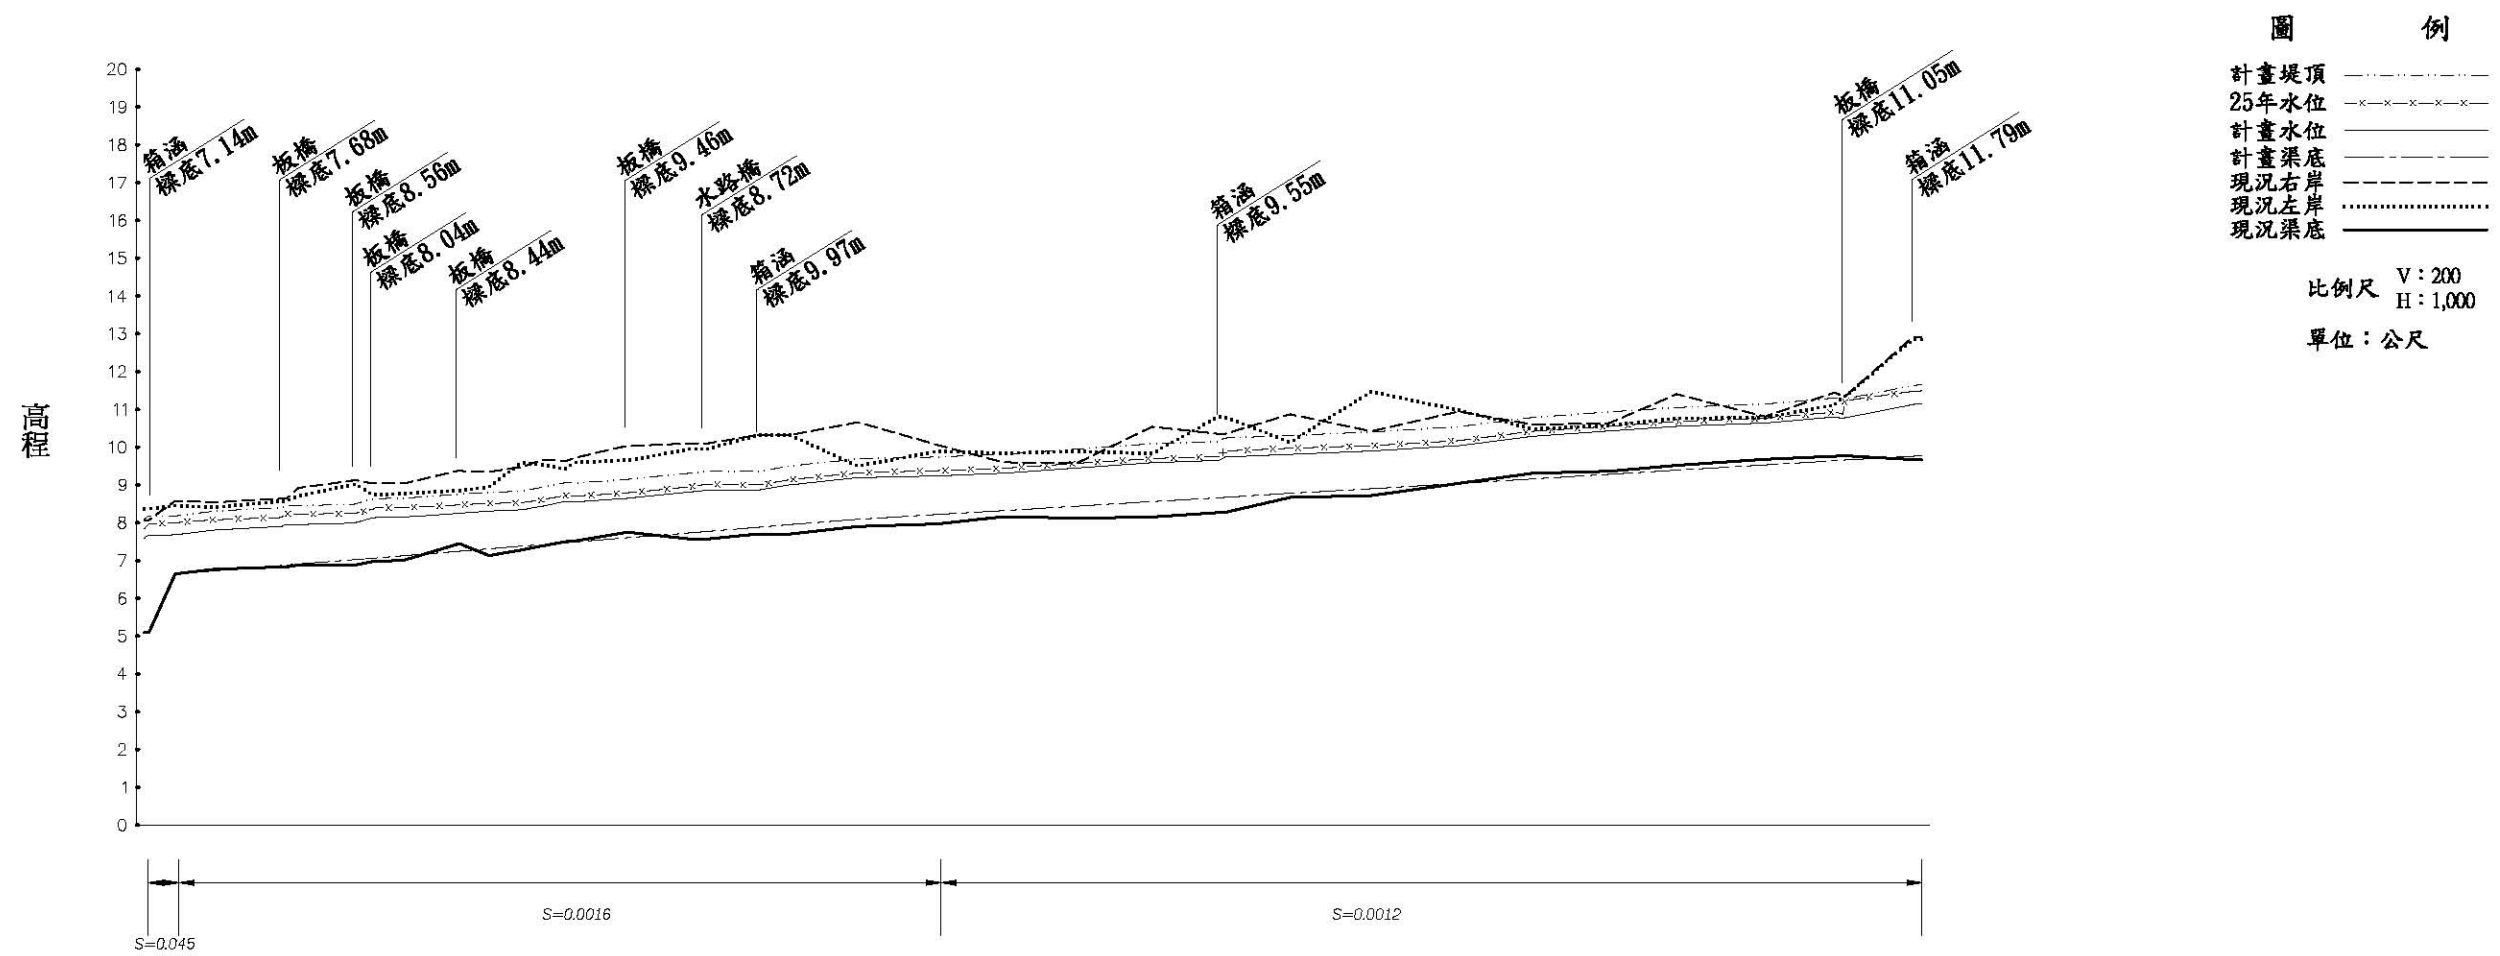 圖 例
計畫堤頂
25年水位
計畫水位
計畫渠底
現況右岸
現況左岸
現況渠底
比例尺 V：200
H：1,000
單位：公尺
高程
20
19
18
17
16
15
14
13
12
11
10
9
8
7
6
5
4
3
2
1
0
箱涵
樑底7.14m
板橋
樑底7.68m
板橋
樑底8.56m
板橋
樑底8.04m
板橋
樑底8.44m
板橋
樑底9.46m
水路橋
樑底8.72m
箱涵
樑底9.97m
箱涵
樑底9.55m
板橋
樑底11.05m
箱涵
樑底11.79m
S=0.045
S=0.0016
S=0.0012